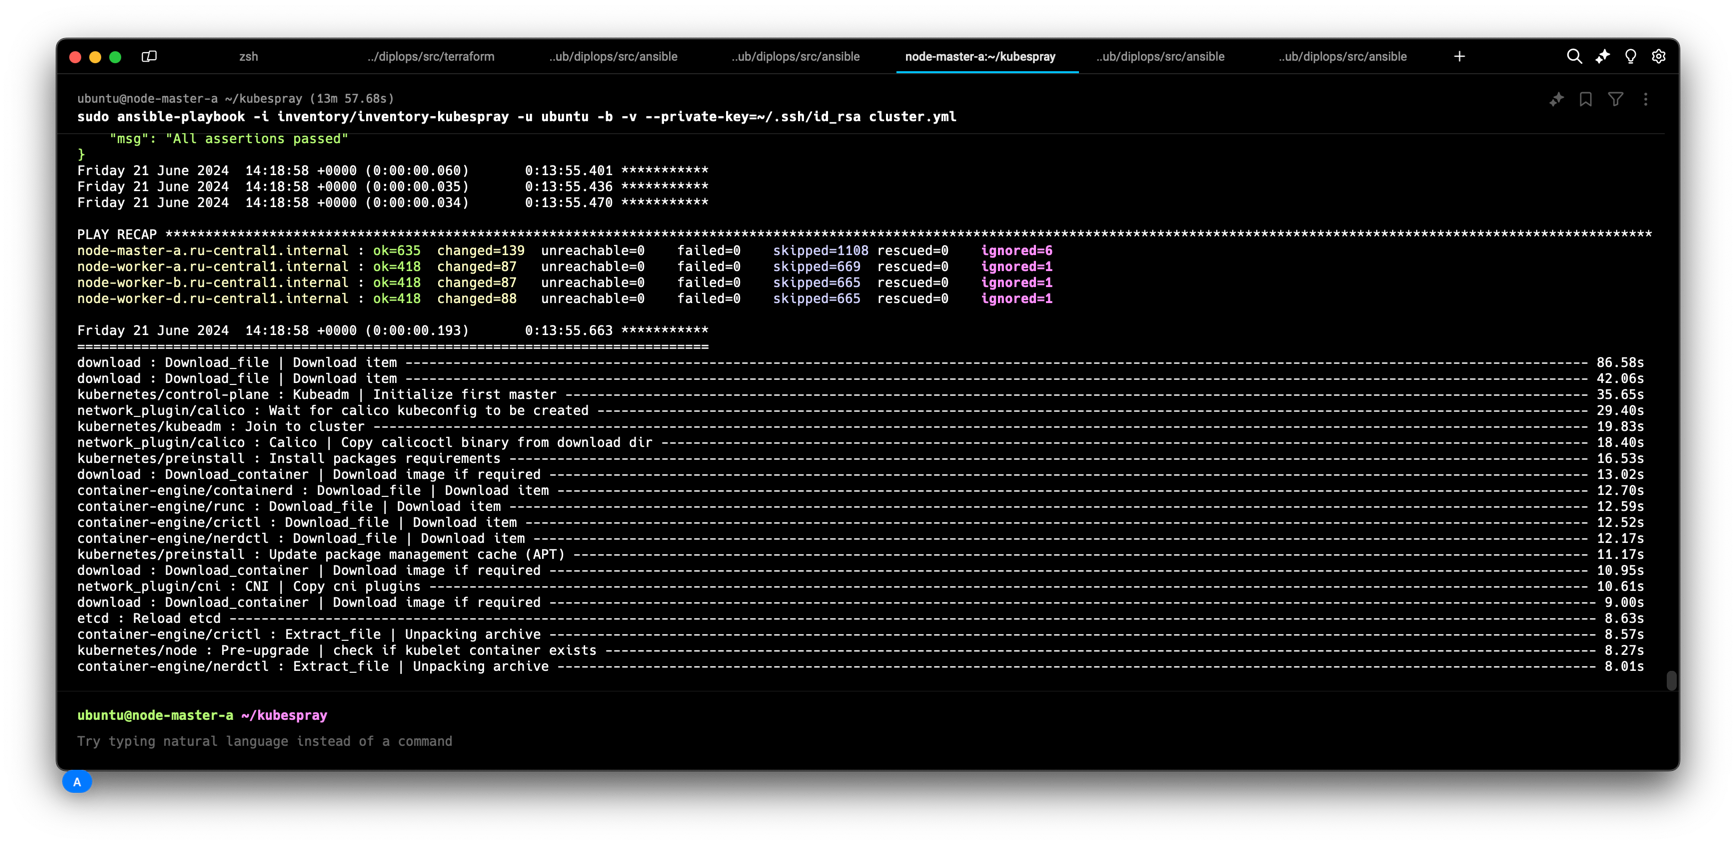 zsh ../diplops/src/terraform ..ub/diplops/src/ansible ..ub/diplops/src/ansible node-master-a:~/kubespray ..ub/diplops/src/ansible ..ub/diplops/src/ansible +
ubuntu@node-master-a ~/kubespray (13m 57.68s)
sudo ansible-playbook -i inventory/inventory-kubespray -u ubuntu -b -v --private-key=~/.ssh/id_rsa cluster.yml
"msg": "All assertions passed"
}
Friday 21 June 2024  14:18:58 +0000 (0:00:00.060)       0:13:55.401 ***********
Friday 21 June 2024  14:18:58 +0000 (0:00:00.035)       0:13:55.436 ***********
Friday 21 June 2024  14:18:58 +0000 (0:00:00.034)       0:13:55.470 ***********
PLAY RECAP *******************************************************************************************************************************************************************************************
node-master-a.ru-central1.internal : ok=635  changed=139  unreachable=0    failed=0    skipped=1108 rescued=0    ignored=6
node-worker-a.ru-central1.internal : ok=418  changed=87   unreachable=0    failed=0    skipped=669  rescued=0    ignored=1
node-worker-b.ru-central1.internal : ok=418  changed=87   unreachable=0    failed=0    skipped=665  rescued=0    ignored=1
node-worker-d.ru-central1.internal : ok=418  changed=88   unreachable=0    failed=0    skipped=665  rescued=0    ignored=1
Friday 21 June 2024  14:18:58 +0000 (0:00:00.193)       0:13:55.663 ***********
===============================================================================
download : Download_file | Download item ---------- 86.58s
download : Download_file | Download item ---------- 42.06s
kubernetes/control-plane : Kubeadm | Initialize first master ---------- 35.65s
network_plugin/calico : Wait for calico kubeconfig to be created ---------- 29.40s
kubernetes/kubeadm : Join to cluster ---------- 19.83s
network_plugin/calico : Calico | Copy calicoctl binary from download dir ---------- 18.40s
kubernetes/preinstall : Install packages requirements ---------- 16.53s
download : Download_container | Download image if required ---------- 13.02s
container-engine/containerd : Download_file | Download item ---------- 12.70s
container-engine/runc : Download_file | Download item ---------- 12.59s
container-engine/crictl : Download_file | Download item ---------- 12.52s
container-engine/nerdctl : Download_file | Download item ---------- 12.17s
kubernetes/preinstall : Update package management cache (APT) ---------- 11.17s
download : Download_container | Download image if required ---------- 10.95s
network_plugin/cni : CNI | Copy cni plugins ---------- 10.61s
download : Download_container | Download image if required ---------- 9.00s
etcd : Reload etcd ---------- 8.63s
container-engine/crictl : Extract_file | Unpacking archive ---------- 8.57s
kubernetes/node : Pre-upgrade | check if kubelet container exists ---------- 8.27s
container-engine/nerdctl : Extract_file | Unpacking archive ---------- 8.01s
ubuntu@node-master-a ~/kubespray
Try typing natural language instead of a command
A